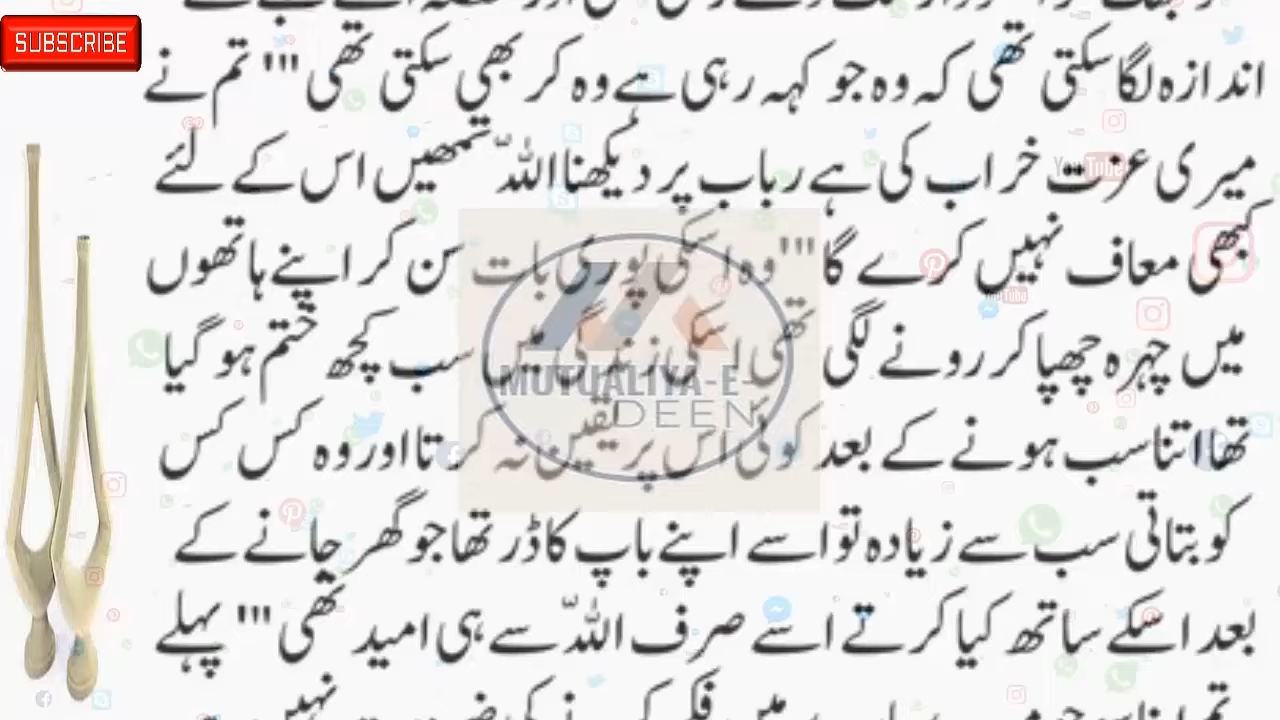 SUBSCRIBE
اندازہ لگا سکتی تھی کہ وہ جو کہہ رہی ہے وہ کر بھی سکتی تھی"'" تم نے
میری عزت خراب کی ہے رباب پر دیکھنا اللہ تمھیں اس کے لئے
کبھی معاف نہیں کرے گا"'" وہ اسکی پوری بات سن کر اپنے ہاتھوں
میں چہرہ چھپا کر رونے لگی تھی اسکی زندگی میں سب کچھ ختم ہو گیا
تھا اتنا سب ہونے کے بعد کوئی اس پر یقین نہ کرتا اور وہ کس کس
کو بتاتی سب سے زیادہ تو اسے اپنے باپ کا ڈر تھا جو گھر جانے کے
بعد اسکے ساتھ کیا کرتے اسے صرف اللہ سے ہی امید تھی"'" پہلے
MUTUALIYA-E-
DEEN